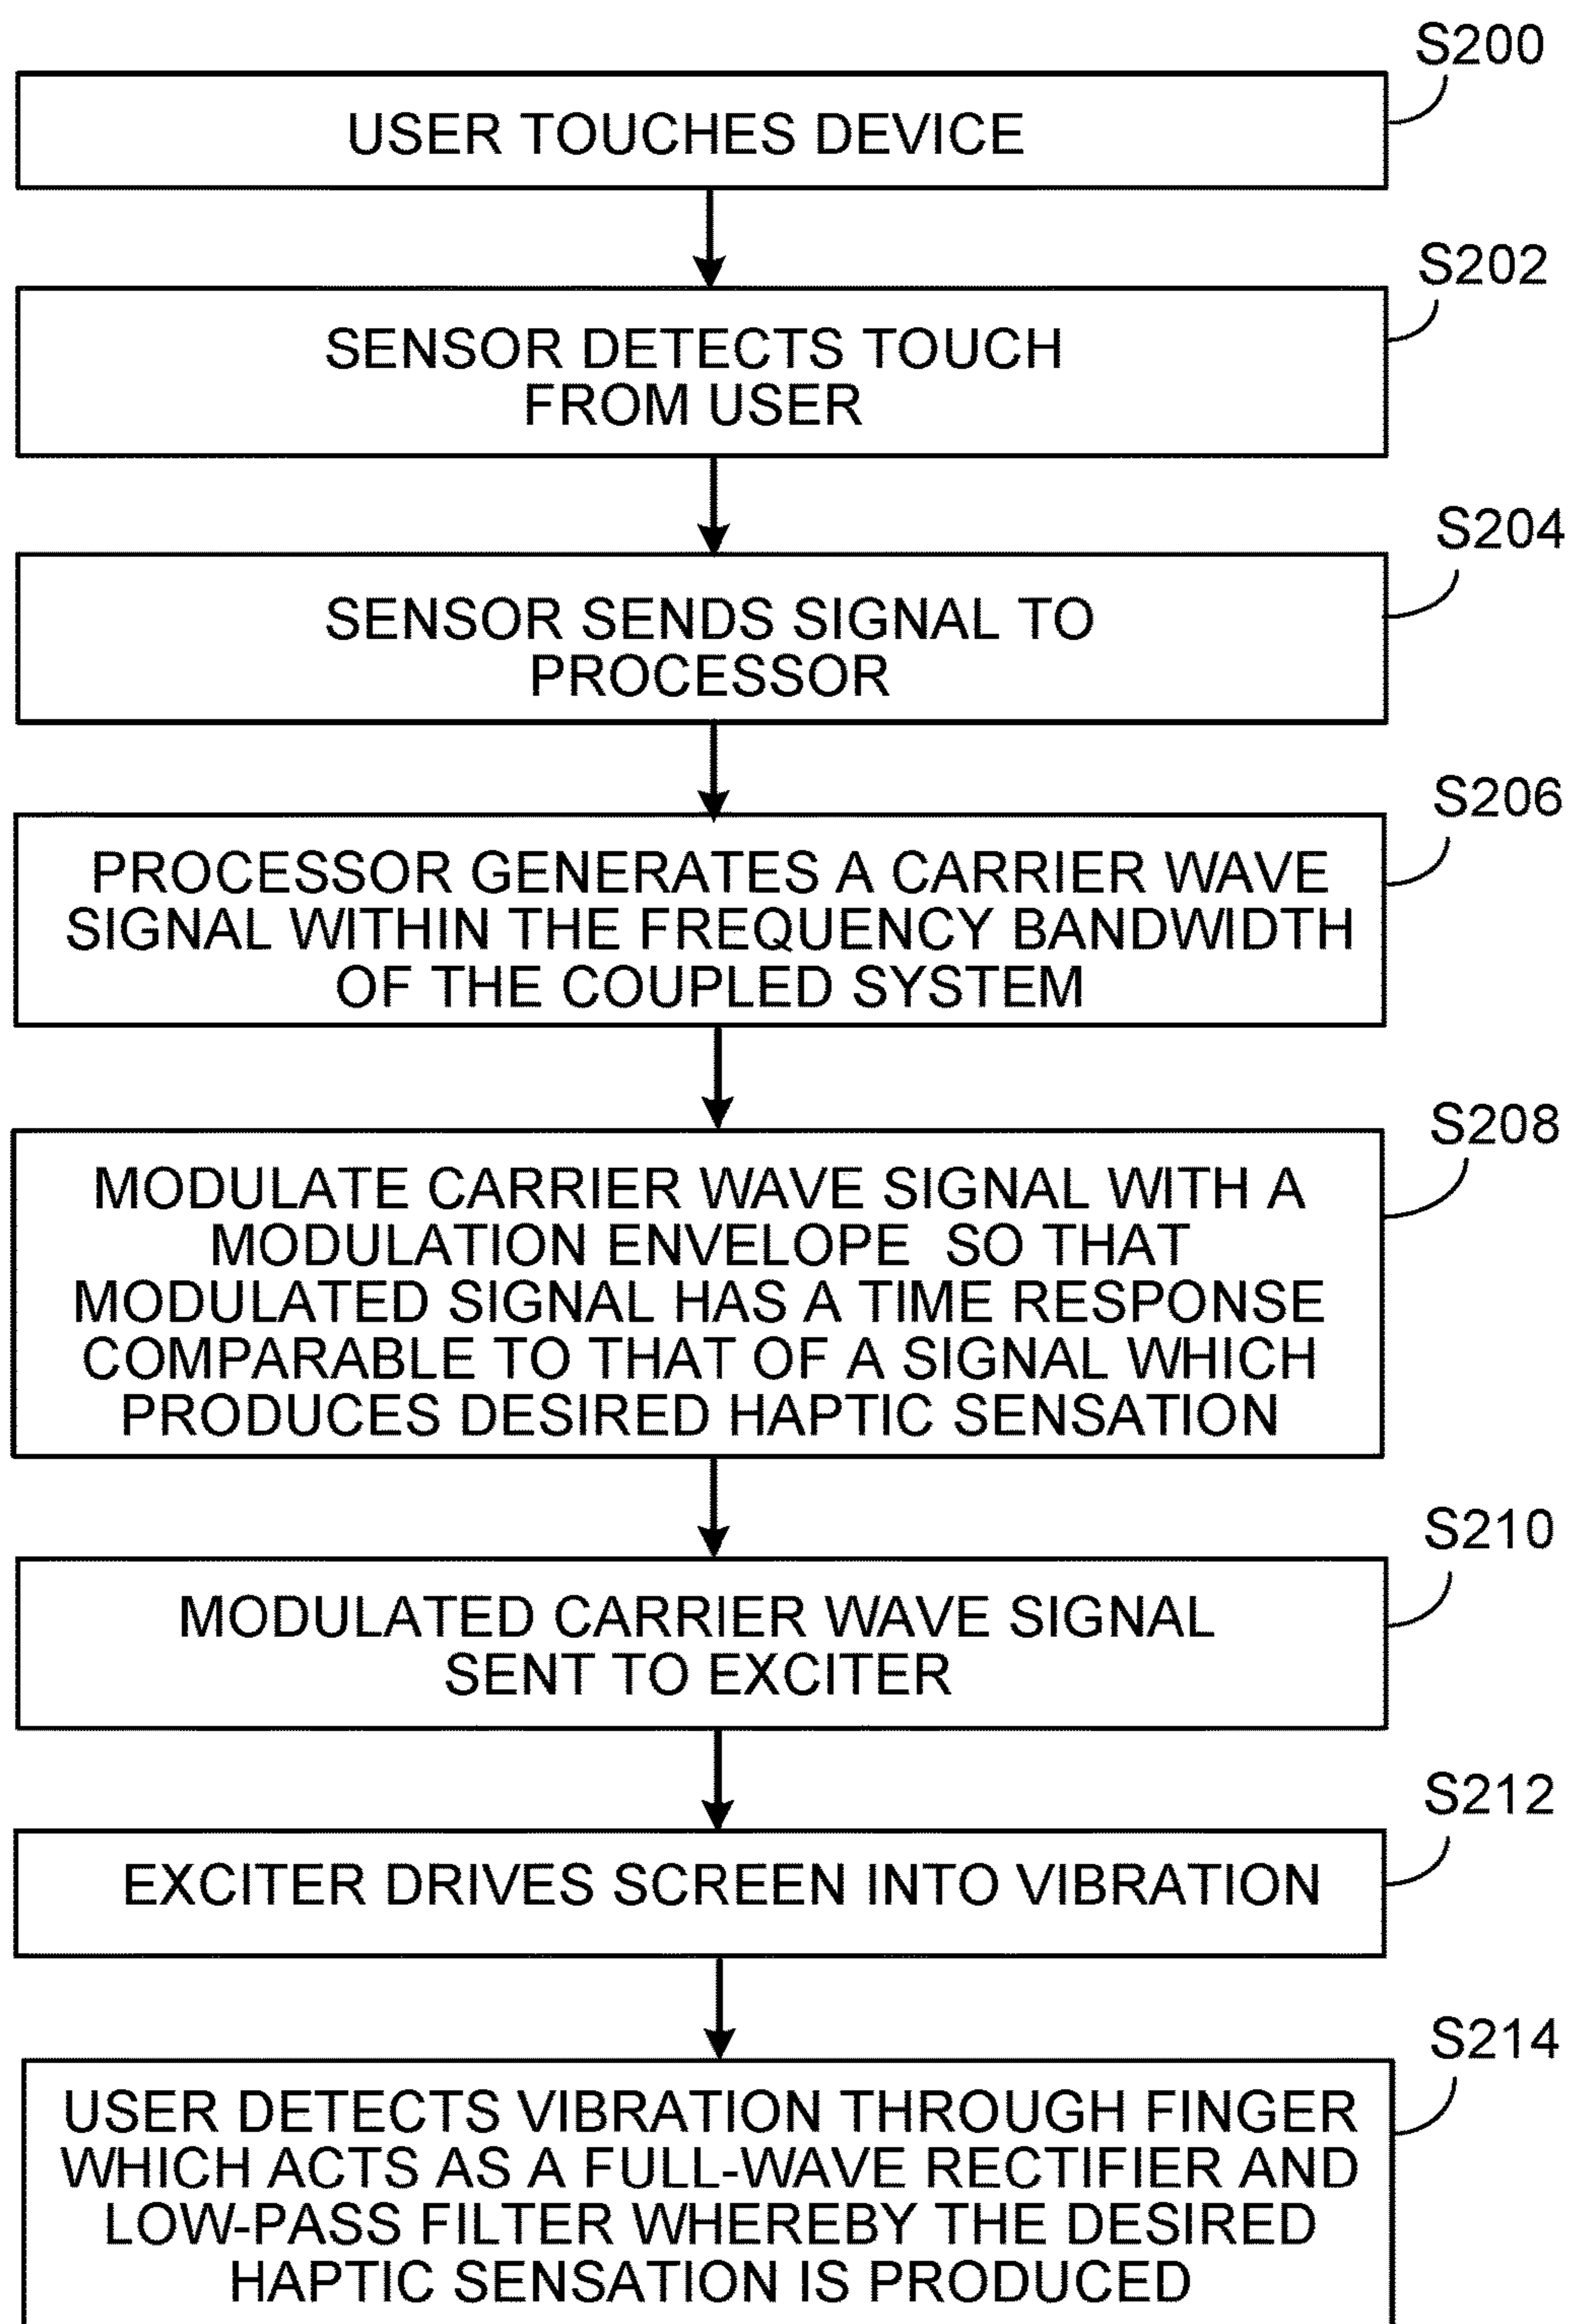 S200
USER TOUCHES DEVICE
S202
SENSOR DETECTS TOUCH
FROM USER
S204
SENSOR SENDS SIGNAL TO
PROCESSOR
S206
PROCESSOR GENERATES A CARRIER WAVE
SIGNAL WITHIN THE FREQUENCY BANDWIDTH
OF THE COUPLED SYSTEM
S208
MODULATE CARRIER WAVE SIGNAL WITH A
MODULATION ENVELOPE SO THAT
MODULATED SIGNAL HAS A TIME RESPONSE
COMPARABLE TO THAT OF A SIGNAL WHICH
PRODUCES DESIRED HAPTIC SENSATION
S210
MODULATED CARRIER WAVE SIGNAL
SENT TO EXCITER
S212
EXCITER DRIVES SCREEN INTO VIBRATION
S214
USER DETECTS VIBRATION THROUGH FINGER
WHICH ACTS AS A FULL-WAVE RECTIFIER AND
LOW-PASS FILTER WHEREBY THE DESIRED
HAPTIC SENSATION IS PRODUCED